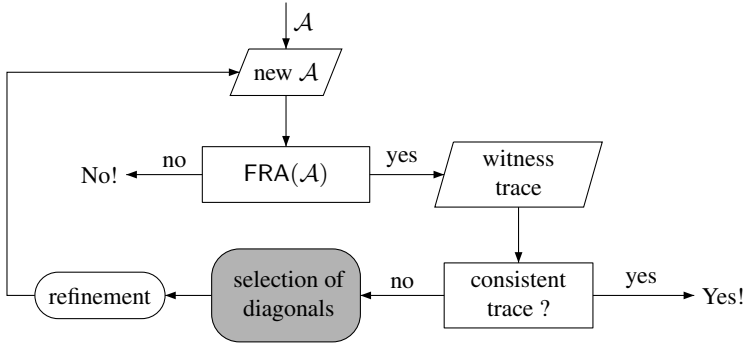 𝒜
new 𝒜
No!
no
FRA(𝒜)
yes
witness
trace
refinement
selection of
diagonals
no
consistent
trace ?
yes
Yes!